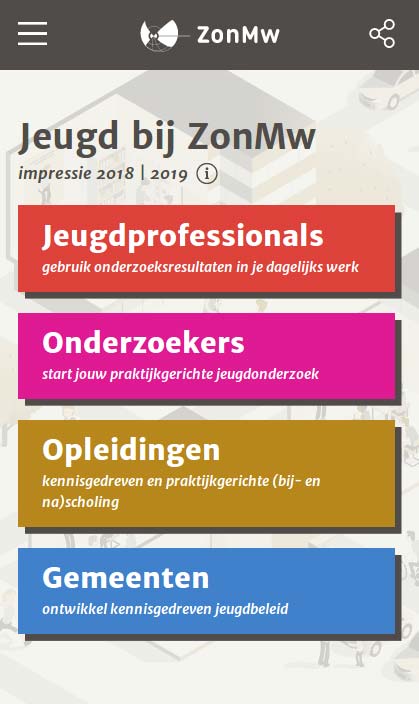 ZonMw
Jeugd bij ZonMw
impressie 2018 | 2019 i
Jeugdprofessionals
gebruik onderzoeksresultaten in je dagelijks werk
Onderzoekers
start jouw praktijkgerichte jeugdonderzoek
Opleidingen
kennisgedreven en praktijkgerichte (bij- en
na)scholing
Gemeenten
ontwikkel kennisgedreven jeugdbeleid